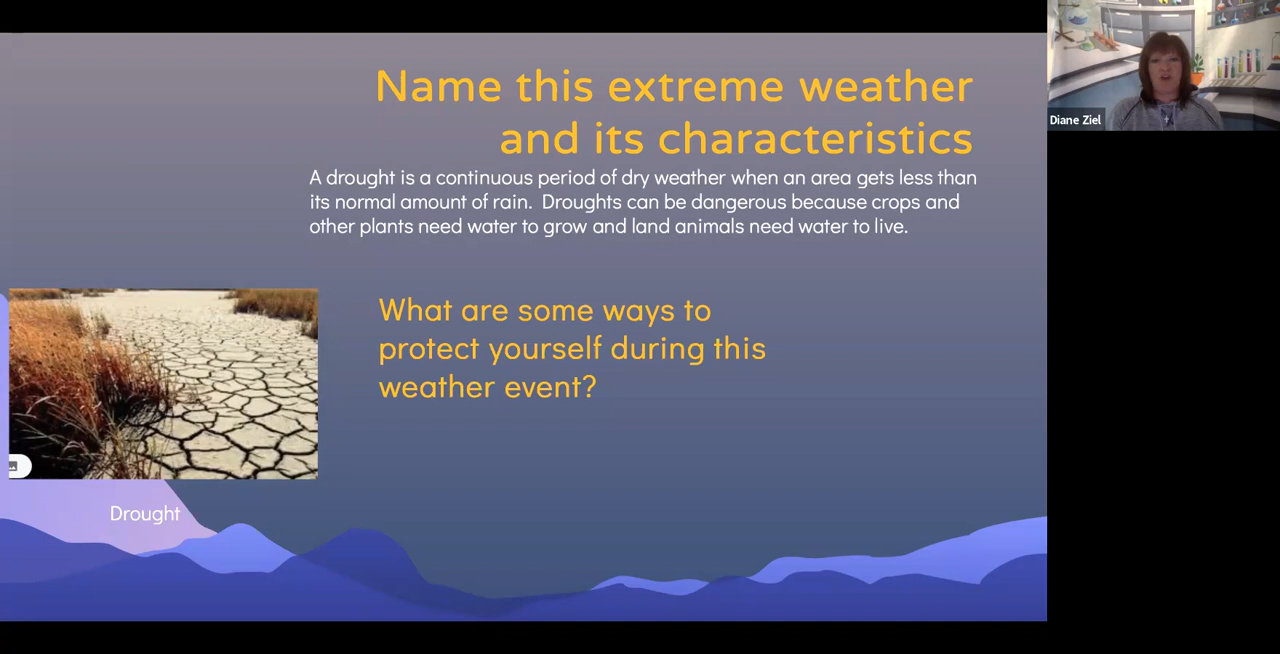 Name this extreme weather
and its characteristics
A drought is a continuous period of dry weather when an area gets less than
its normal amount of rain.  Droughts can be dangerous because crops and
other plants need water to grow and land animals need water to live.
What are some ways to
protect yourself during this
weather event?
Drought
Diane Ziel